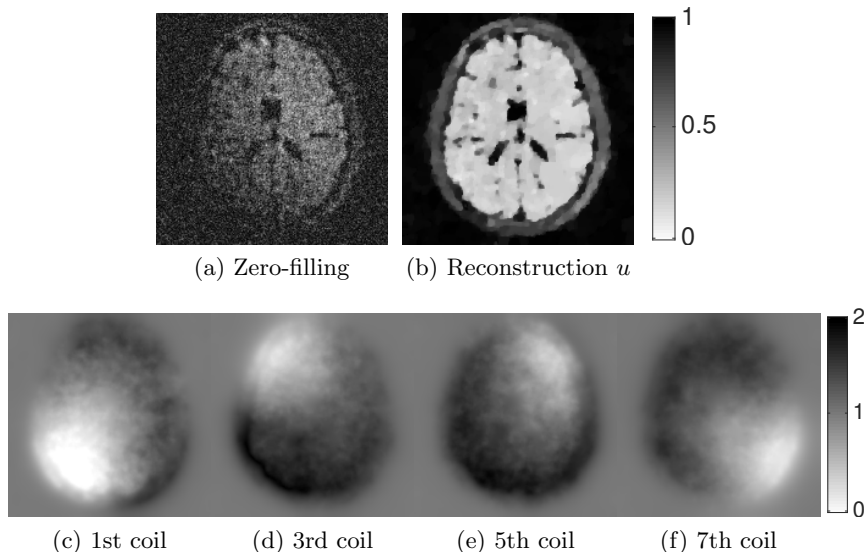 1
0.5
0
(a) Zero-filling
(b) Reconstruction u
2
1
0
(c) 1st coil
(d) 3rd coil
(e) 5th coil
(f) 7th coil